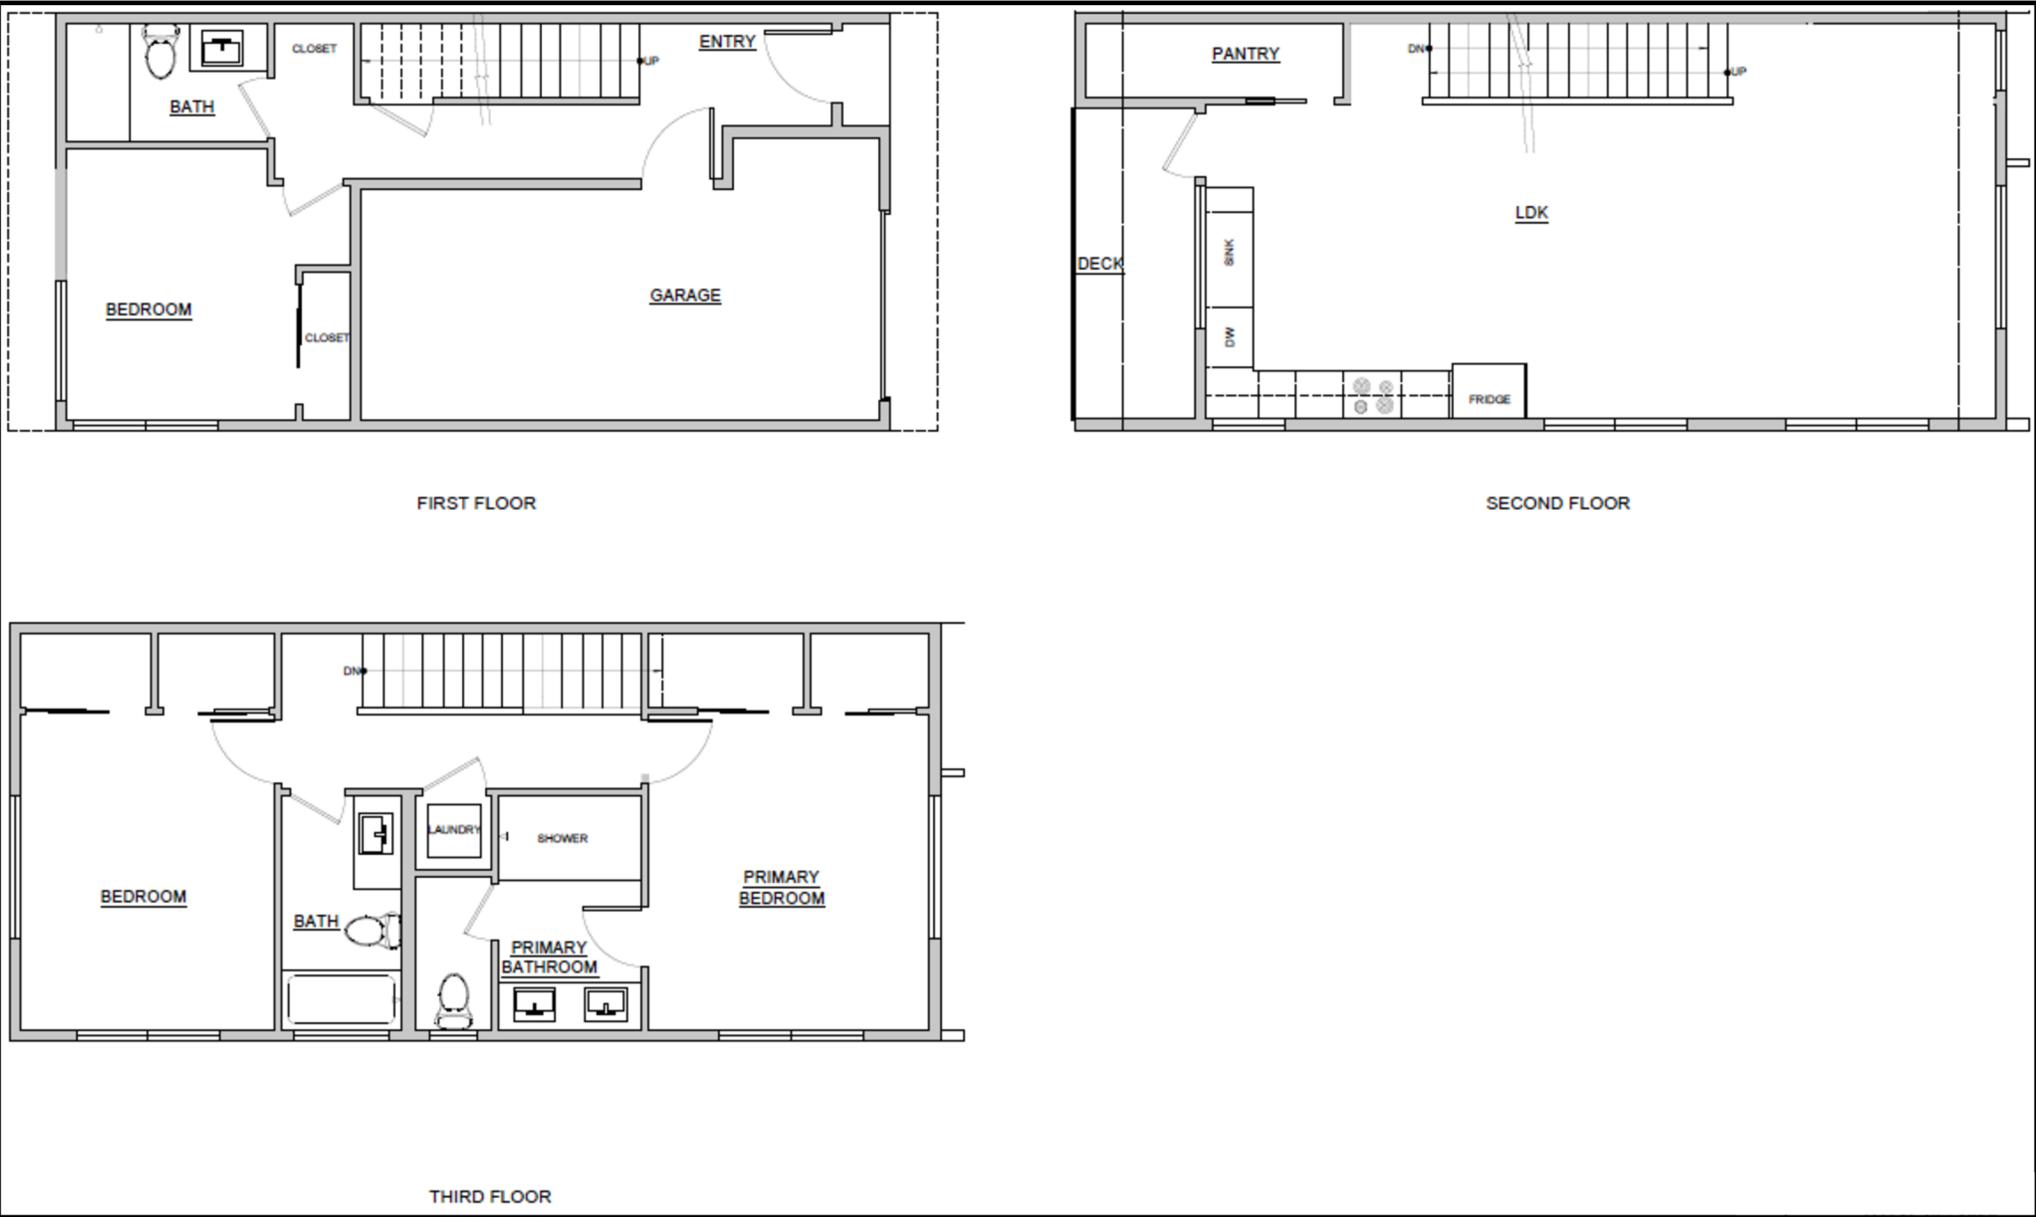 CLOSET
ENTRY
UP
BATH
BEDROOM
CLOSET
GARAGE
FIRST FLOOR
PANTRY
DN
UP
LDK
SINK
DECK
DW
FRIDGE
SECOND FLOOR
DN
LAUNDRY
SHOWER
BEDROOM
BATH
PRIMARY
BATHROOM
PRIMARY
BEDROOM
THIRD FLOOR